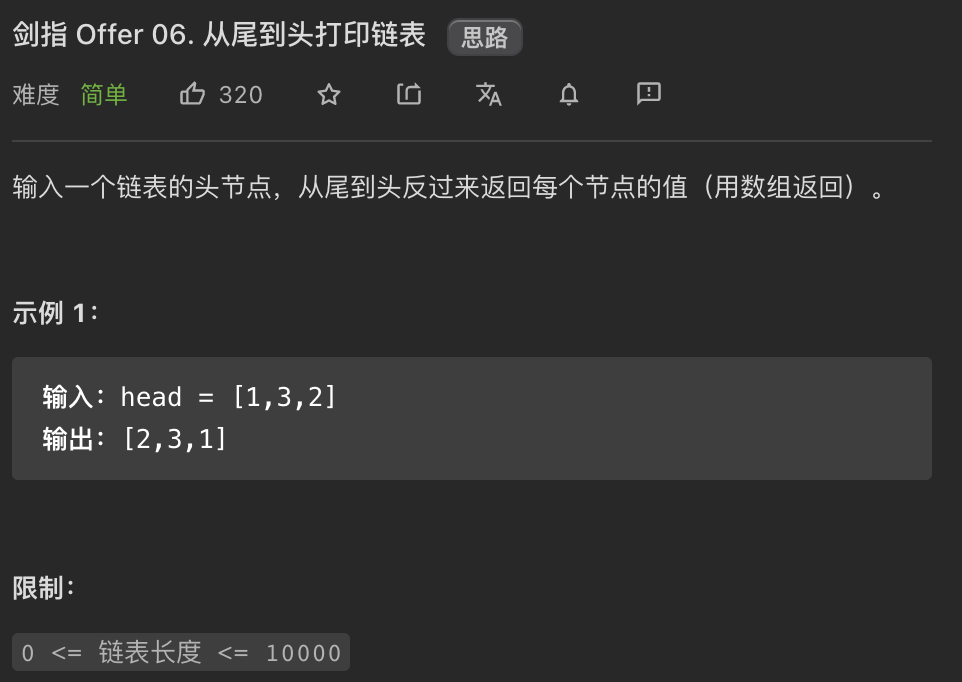 剑指 Offer 06. 从尾到头打印链表 思路
难度 简单 320
输入一个链表的头节点，从尾到头反过来返回每个节点的值（用数组返回）。
示例 1：
输入：head = [1,3,2]
输出：[2,3,1]
限制：
0 <= 链表长度 <= 10000